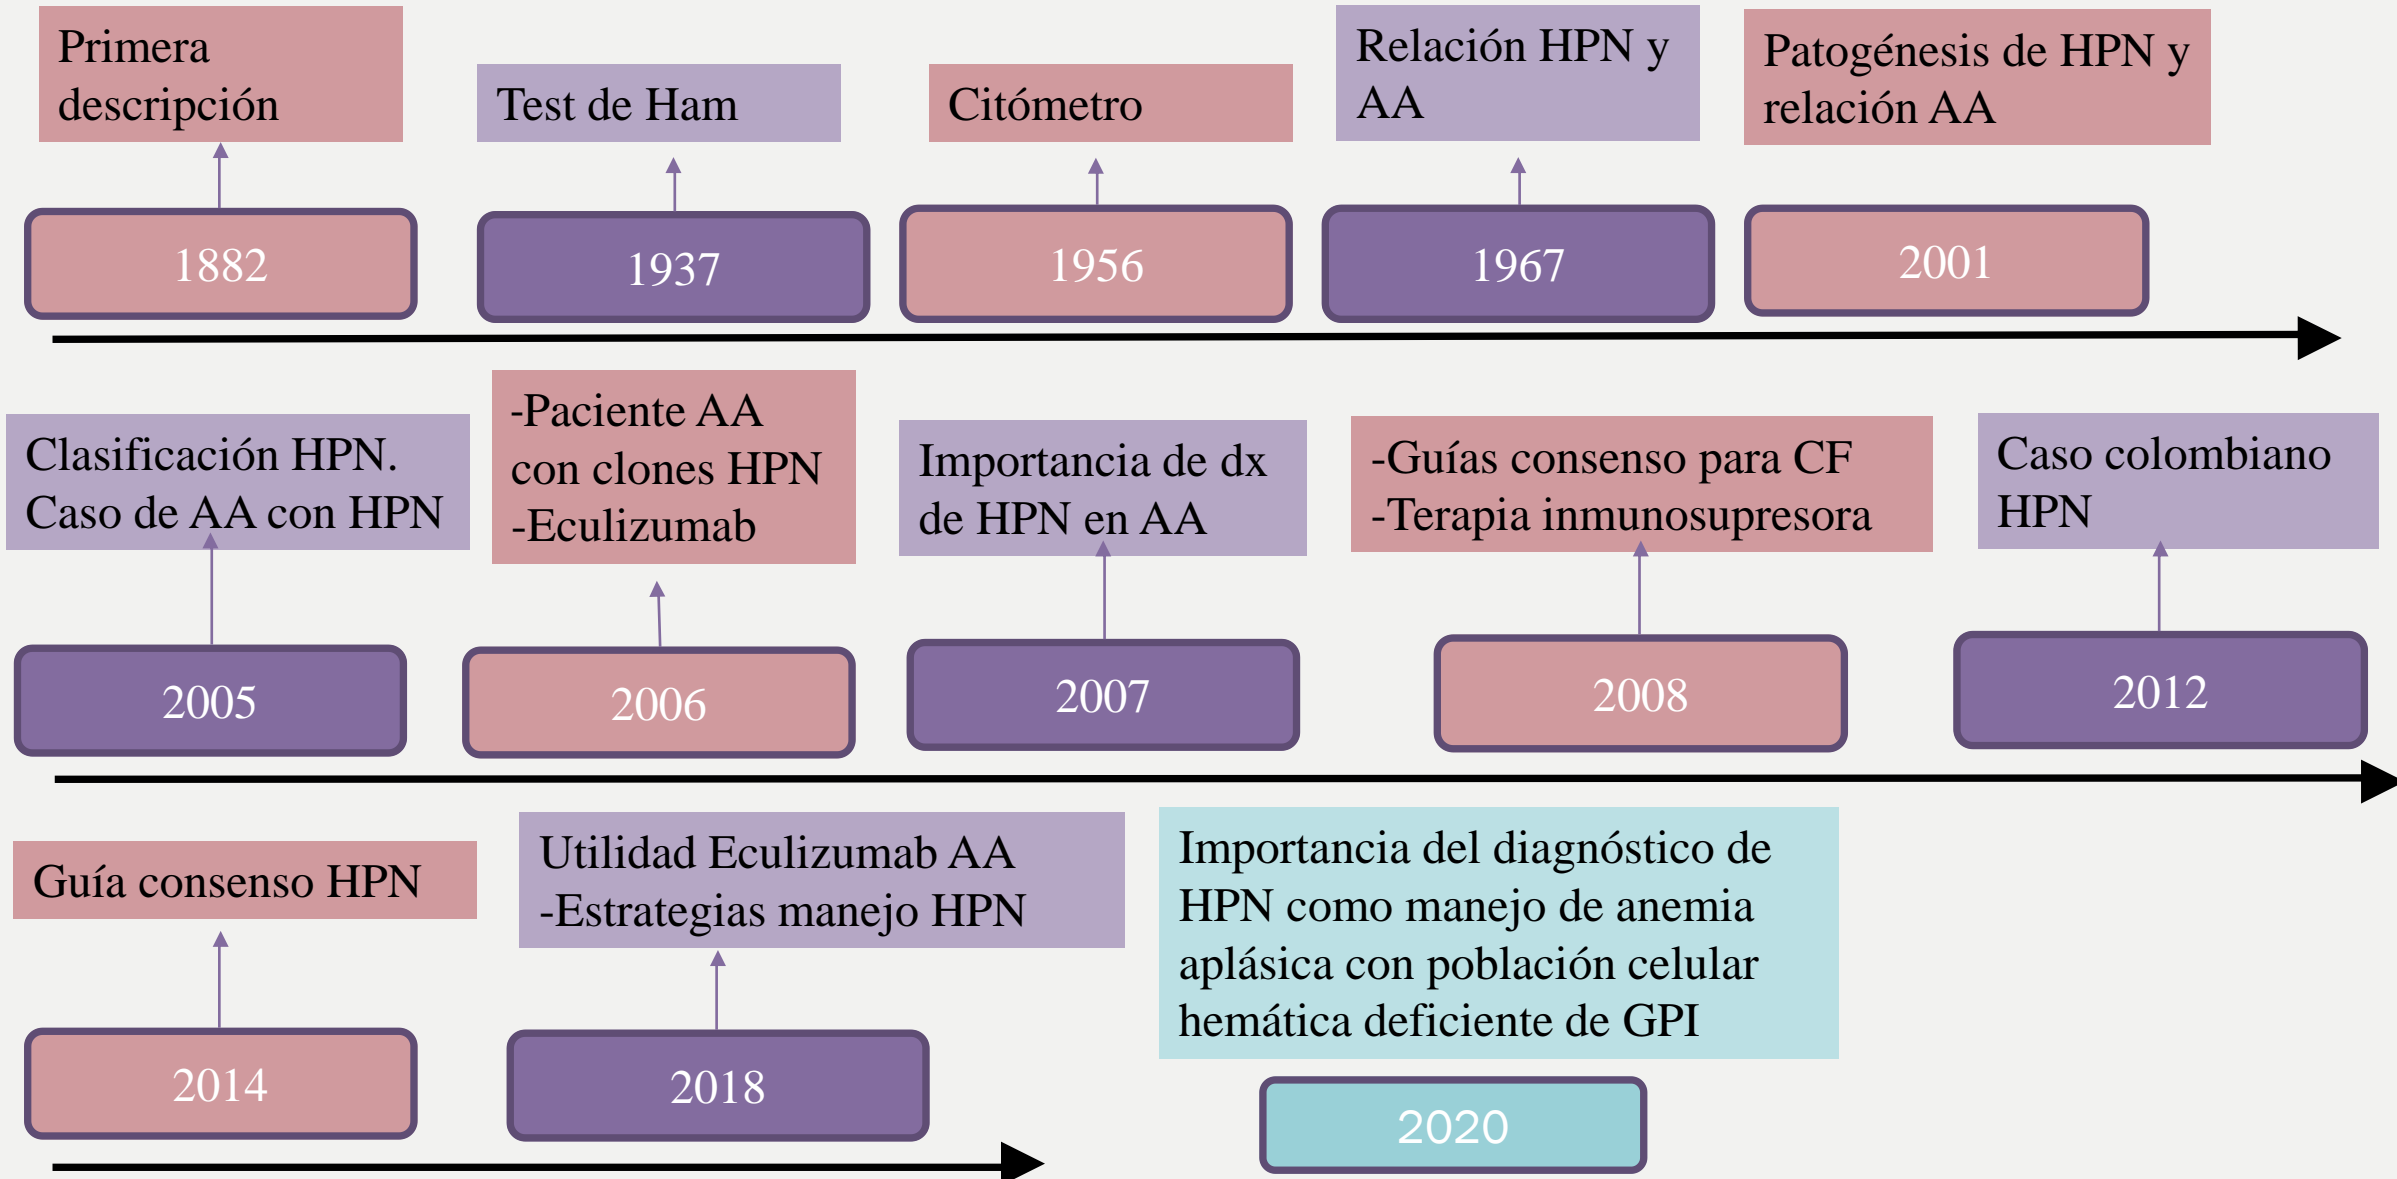 Primera
descripción
Test de Ham
Citómetro
Relación HPN y
AA
Patogénesis de HPN y
relación AA
1882
1937
1956
1967
2001
Clasificación HPN.
Caso de AA con HPN
-Paciente AA
con clones HPN
-Eculizumab
Importancia de dx
de HPN en AA
-Guías consenso para CF
-Terapia inmunosupresora
Caso colombiano
HPN
2005
2006
2007
2008
2012
Guía consenso HPN
Utilidad Eculizumab AA
-Estrategias manejo HPN
Importancia del diagnóstico de
HPN como manejo de anemia
aplásica con población celular
hemática deficiente de GPI
2014
2018
2020